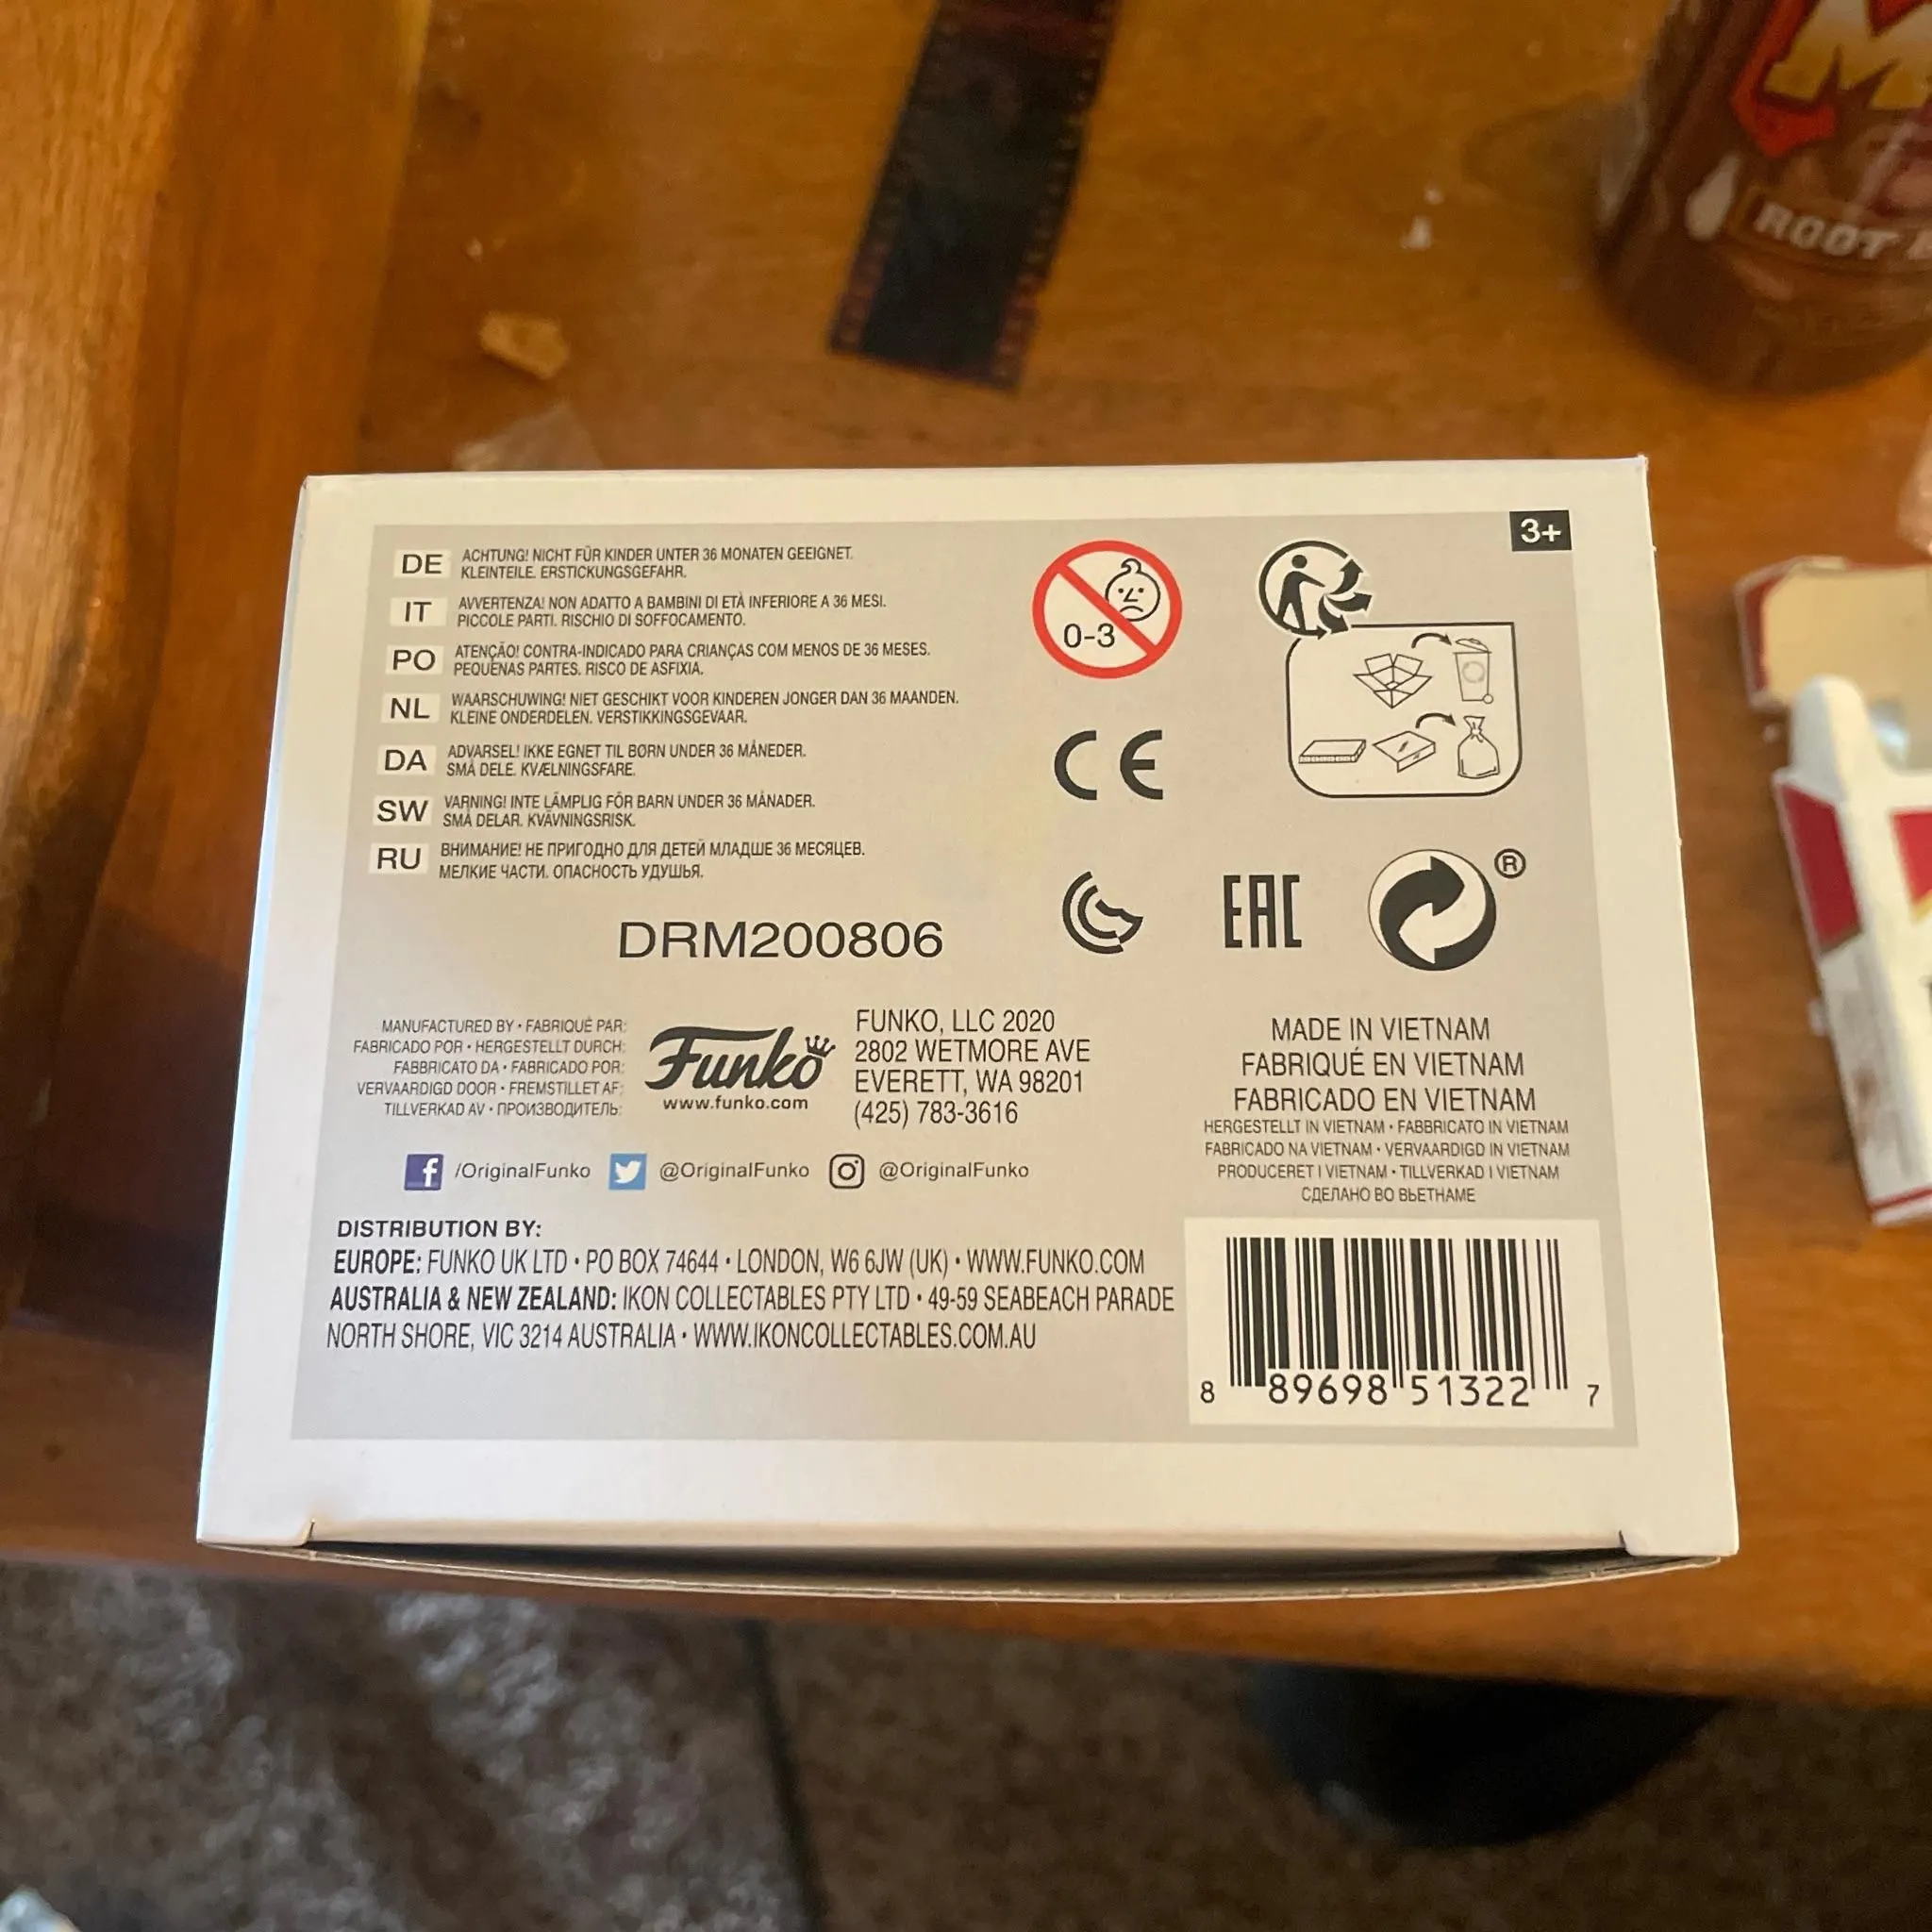 M
ROOT
3+
DE ACHTUNG! NICHT FÜR KINDER UNTER 36 MONATEN GEEIGNET.
KLEINTEILE. ERSTICKUNGSGEFAHR.
IT AVVERTENZA! NON ADATTO A BAMBINI DI ETÀ INFERIORE A 36 MESI.
PICCOLE PARTI. RISCHIO DI SOFFOCAMENTO.
PO ATENÇÃO! CONTRA-INDICADO PARA CRIANÇAS COM MENOS DE 36 MESES.
PEQUENAS PARTES. RISCO DE ASFIXIA.
NL WAARSCHUWING! NIET GESCHIKT VOOR KINDEREN JONGER DAN 36 MAANDEN.
KLEINE ONDERDELEN. VERSTIKKINGSGEVAAR.
DA ADVARSEL! IKKE EGNET TIL BØRN UNDER 36 MÅNEDER.
SMÅ DELE. KVÆLNINGSFARE.
SW VARNING! INTE LÄMPLIG FÖR BARN UNDER 36 MÅNADER.
SMÅ DELAR. KVÄVNINGSRISK.
RU ВНИМАНИЕ! НЕ ПРИГОДНО ДЛЯ ДЕТЕЙ МЛАДШЕ 36 МЕСЯЦЕВ.
МЕЛКИЕ ЧАСТИ. ОПАСНОСТЬ УДУШЬЯ.
0-3
CE
EAC
®
DRM200806
MANUFACTURED BY • FABRIQUÉ PAR:
FABRICADO POR • HERGESTELLT DURCH:
FABBRICATO DA • FABRICADO POR:
VERVAARDIGD DOOR • FREMSTILLET AF:
TILLVERKAD AV • ПРОИЗВОДИТЕЛЬ:
Funko
www.funko.com
FUNKO, LLC 2020
2802 WETMORE AVE
EVERETT, WA 98201
(425) 783-3616
MADE IN VIETNAM
FABRIQUÉ EN VIETNAM
FABRICADO EN VIETNAM
HERGESTELLT IN VIETNAM • FABBRICATO IN VIETNAM
FABRICADO NA VIETNAM • VERVAARDIGD IN VIETNAM
PRODUCERET I VIETNAM • TILLVERKAD I VIETNAM
СДЕЛАНО ВО ВЬЕТНАМЕ
f /OriginalFunko @OriginalFunko @OriginalFunko
DISTRIBUTION BY:
EUROPE: FUNKO UK LTD • PO BOX 74644 • LONDON, W6 6JW (UK) • WWW.FUNKO.COM
AUSTRALIA & NEW ZEALAND: IKON COLLECTABLES PTY LTD • 49-59 SEABEACH PARADE
NORTH SHORE, VIC 3214 AUSTRALIA • WWW.IKONCOLLECTABLES.COM.AU
8 89698 51322 7